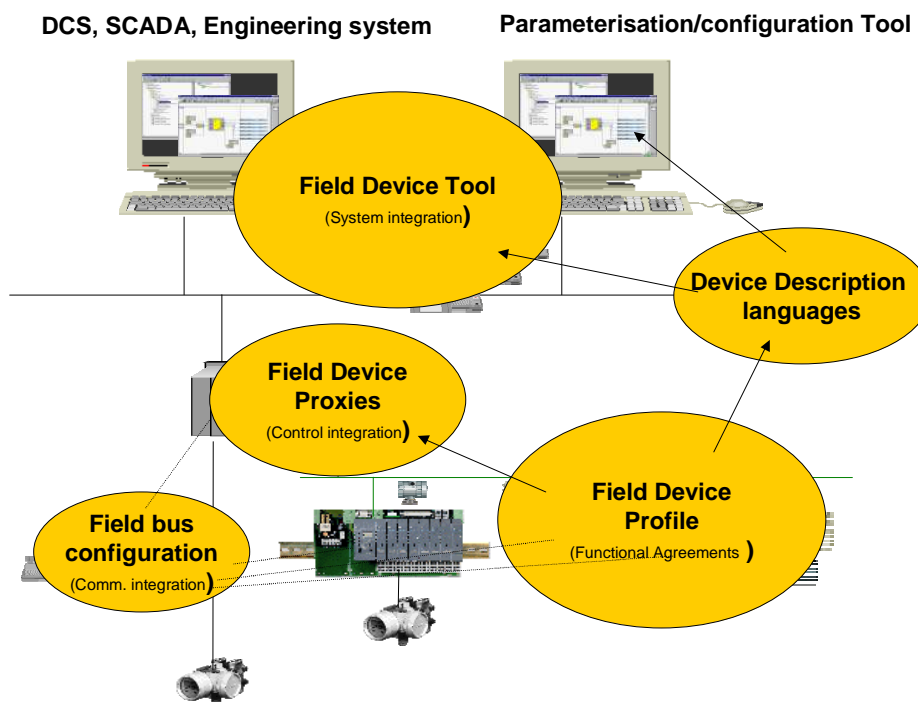 DCS, SCADA, Engineering system
Parameterisation/configuration Tool
Field Device Tool
(System integration)
Device Description
languages
Field Device
Proxies
(Control integration)
Field Device
Profile
(Functional Agreements )
Field bus
configuration
(Comm. integration)